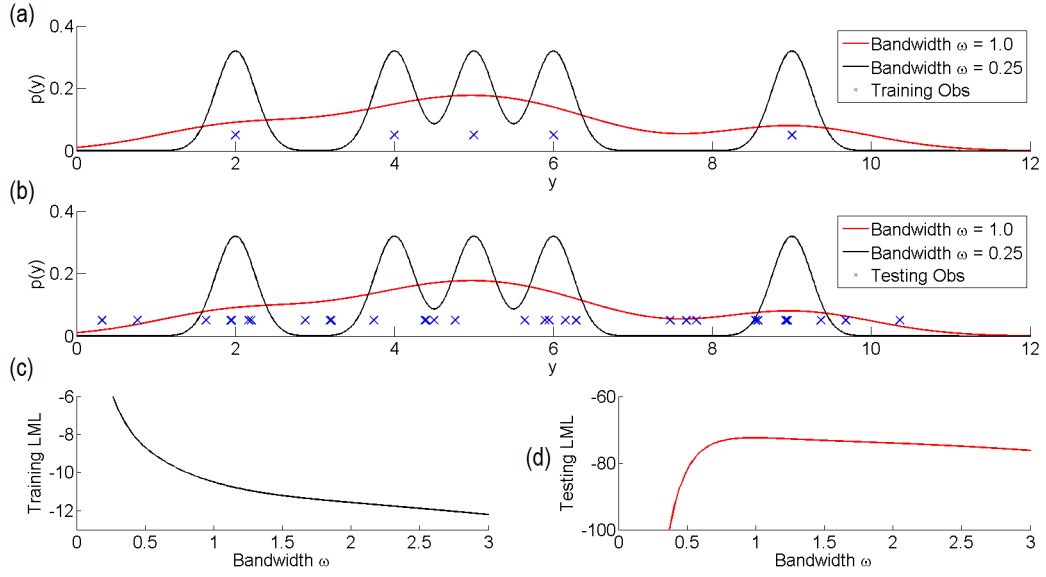 (a)
0.4
0.2
0
p(y)
Bandwidth ω = 1.0
Bandwidth ω = 0.25
Training Obs
0 2 4 6 8 10 12
y
(b)
0.4
0.2
0
p(y)
Bandwidth ω = 1.0
Bandwidth ω = 0.25
Testing Obs
0 2 4 6 8 10 12
y
(c)
-6
-8
-10
-12
Training LML
0 0.5 1 1.5 2 2.5 3
Bandwidth ω
(d)
-60
-80
-100
Testing LML
0 0.5 1 1.5 2 2.5 3
Bandwidth ω